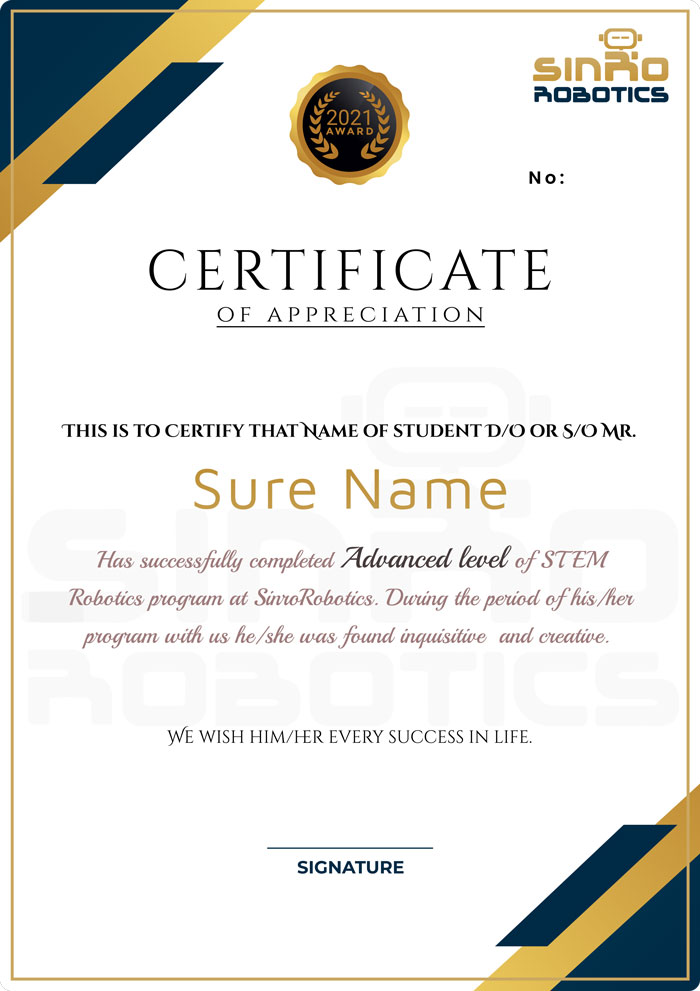 SINRO
ROBOTICS
2021
AWARD
No:
CERTIFICATE
OF APPRECIATION
THIS IS TO CERTIFY THAT NAME OF STUDENT D/O OR S/O MR.
Sure Name
Has successfully completed Advanced level of STEM
Robotics program at SinroRobotics. During the period of his/her
program with us he/she was found inquisitive and creative.
WE WISH HIM/HER EVERY SUCCESS IN LIFE.
SIGNATURE
SINRO
ROBOTICS